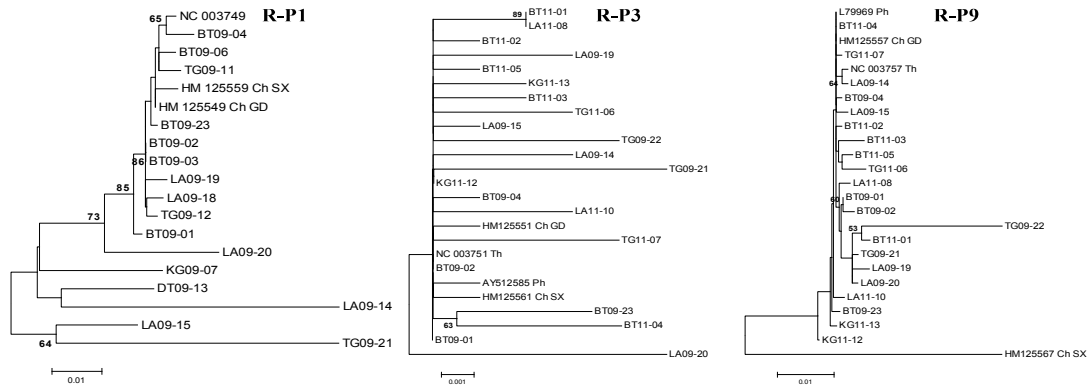 R-P1
NC 003749
65
BT09-04
BT09-06
TG09-11
HM 125559 Ch SX
HM 125549 Ch GD
BT09-23
BT09-02
86
BT09-03
LA09-19
85
LA09-18
TG09-12
73
BT09-01
LA09-20
KG09-07
DT09-13
LA09-14
LA09-15
64
TG09-21
0.01
R-P3
BT11-01
89
LA11-08
BT11-02
LA09-19
BT11-05
KG11-13
BT11-03
TG11-06
LA09-15
TG09-22
LA09-14
TG09-21
KG11-12
BT09-04
LA11-10
HM125551 Ch GD
TG11-07
NC 003751 Th
BT09-02
AY512585 Ph
HM125561 Ch SX
BT09-23
63
BT11-04
BT09-01
LA09-20
0.001
R-P9
L79969 Ph
BT11-04
HM125557 Ch GD
TG11-07
NC 003757 Th
64
LA09-14
BT09-04
LA09-15
BT11-02
BT11-03
BT11-05
TG11-06
LA11-08
60
BT09-01
BT09-02
TG09-22
53
BT11-01
TG09-21
LA09-19
LA09-20
LA11-10
BT09-23
KG11-13
KG11-12
HM125567 Ch SX
0.01